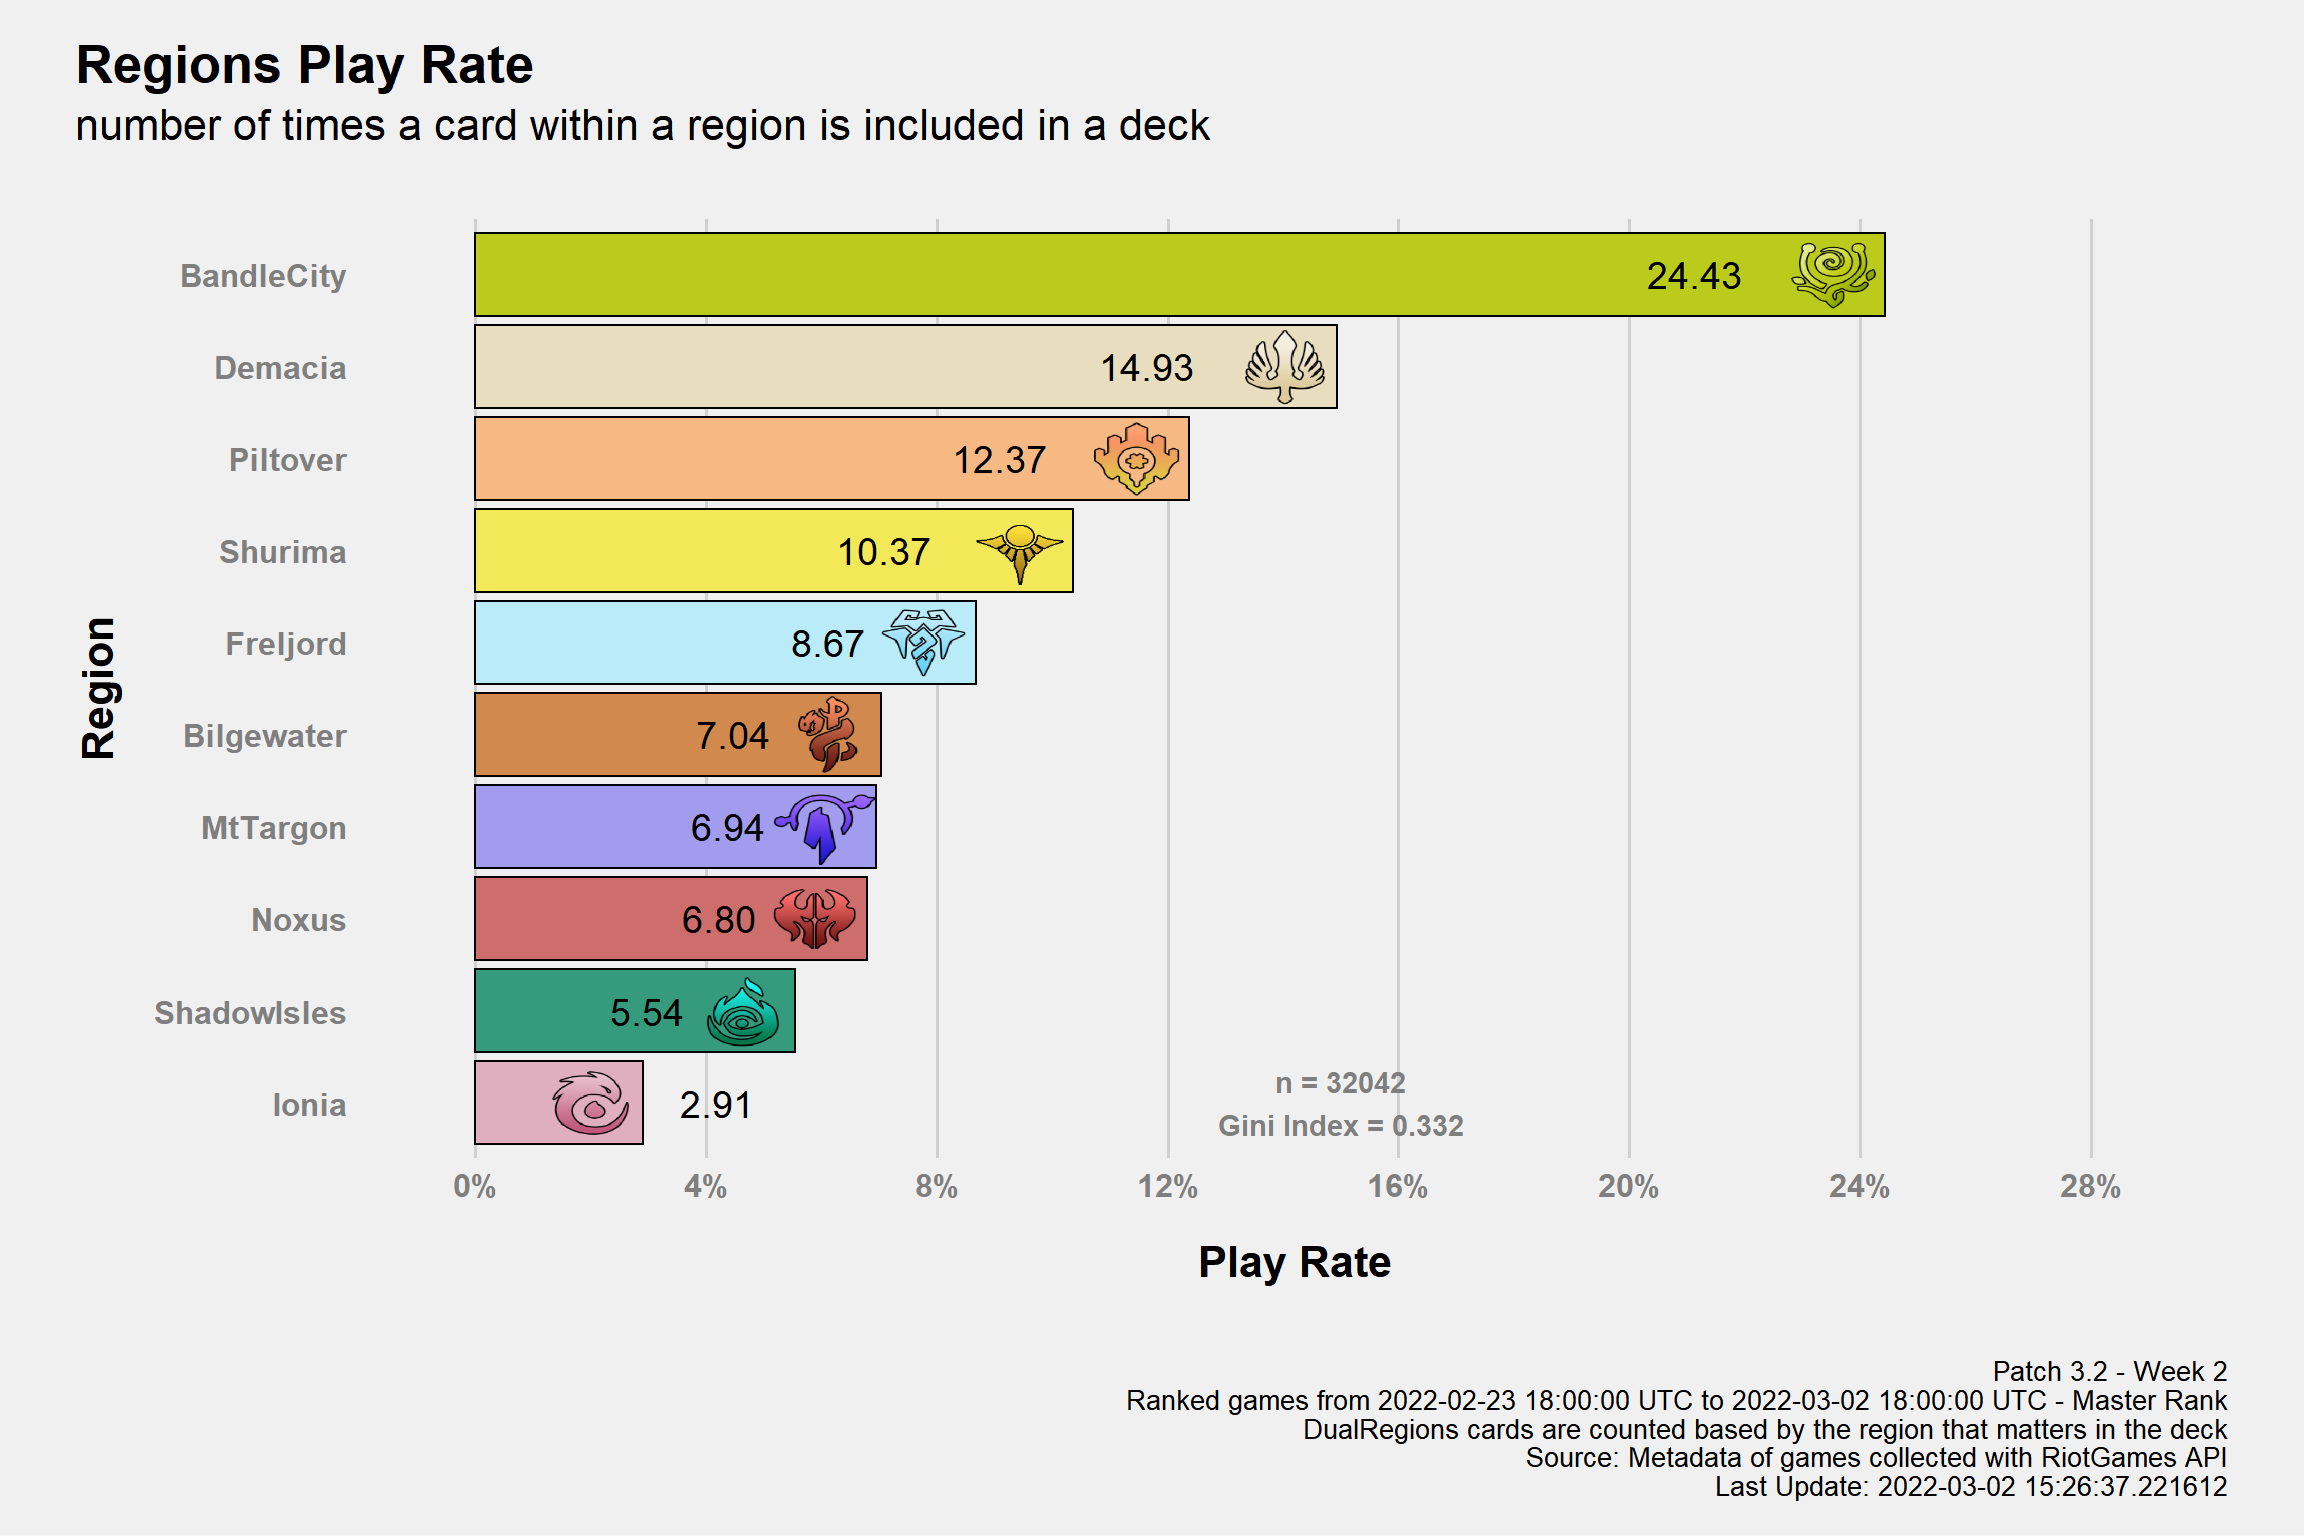 Regions Play Rate
number of times a card within a region is included in a deck
Region
BandleCity 24.43
Demacia 14.93
Piltover 12.37
Shurima 10.37
Freljord 8.67
Bilgewater 7.04
MtTargon 6.94
Noxus 6.80
ShadowIsles 5.54
Ionia 2.91
n = 32042
Gini Index = 0.332
0% 4% 8% 12% 16% 20% 24% 28%
Play Rate
Patch 3.2 - Week 2
Ranked games from 2022-02-23 18:00:00 UTC to 2022-03-02 18:00:00 UTC - Master Rank
DualRegions cards are counted based by the region that matters in the deck
Source: Metadata of games collected with RiotGames API
Last Update: 2022-03-02 15:26:37.221612